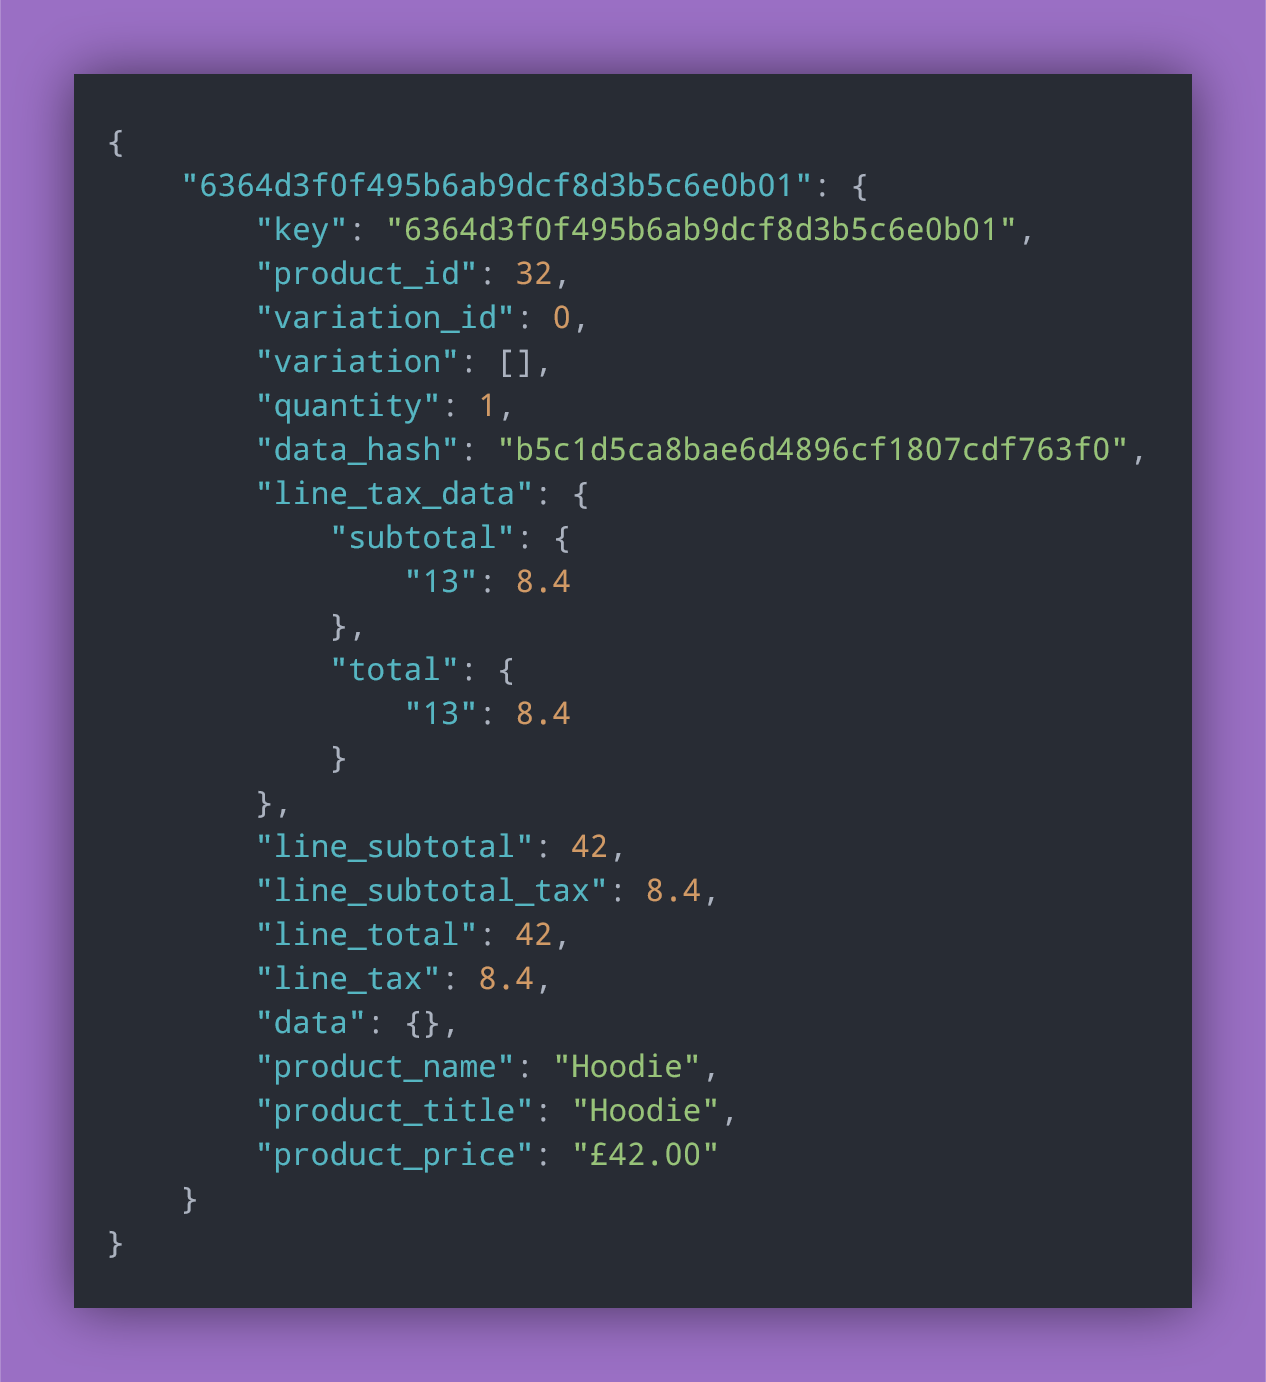 {
    "6364d3f0f495b6ab9dcf8d3b5c6e0b01": {
        "key": "6364d3f0f495b6ab9dcf8d3b5c6e0b01",
        "product_id": 32,
        "variation_id": 0,
        "variation": [],
        "quantity": 1,
        "data_hash": "b5c1d5ca8bae6d4896cf1807cdf763f0",
        "line_tax_data": {
            "subtotal": {
                "13": 8.4
            },
            "total": {
                "13": 8.4
            }
        },
        "line_subtotal": 42,
        "line_subtotal_tax": 8.4,
        "line_total": 42,
        "line_tax": 8.4,
        "data": {},
        "product_name": "Hoodie",
        "product_title": "Hoodie",
        "product_price": "£42.00"
    }
}